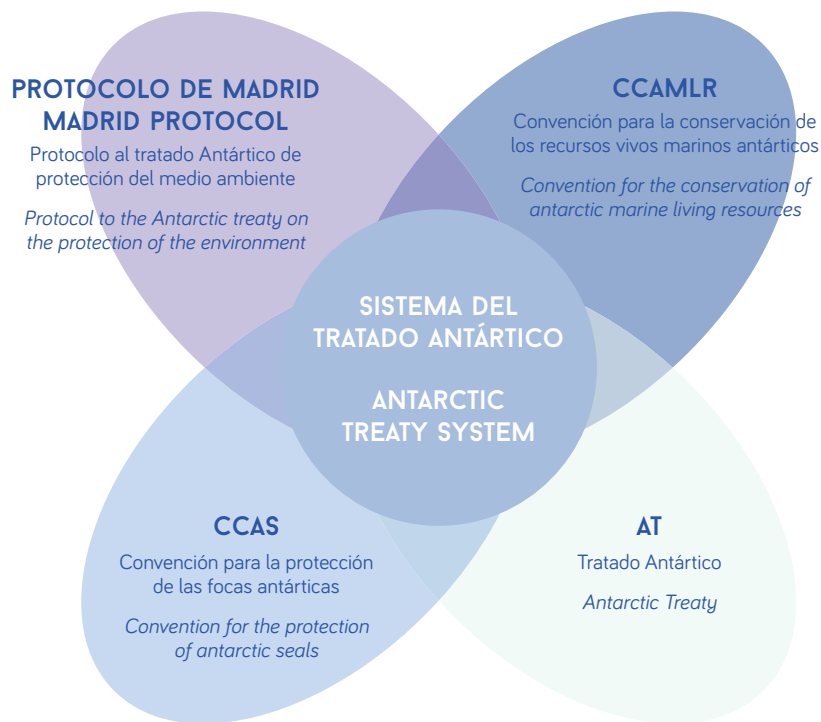 PROTOCOLO DE MADRID
MADRID PROTOCOL
Protocolo al tratado Antártico de
protección del medio ambiente
Protocol to the Antarctic treaty on
the protection of the environment
CCAMLR
Convención para la conservación de
los recursos vivos marinos antárticos
Convention for the conservation of
antarctic marine living resources
SISTEMA DEL
TRATADO ANTÁRTICO
ANTARCTIC
TREATY SYSTEM
CCAS
Convención para la protección
de las focas antárticas
Convention for the protection
of antarctic seals
AT
Tratado Antártico
Antarctic Treaty